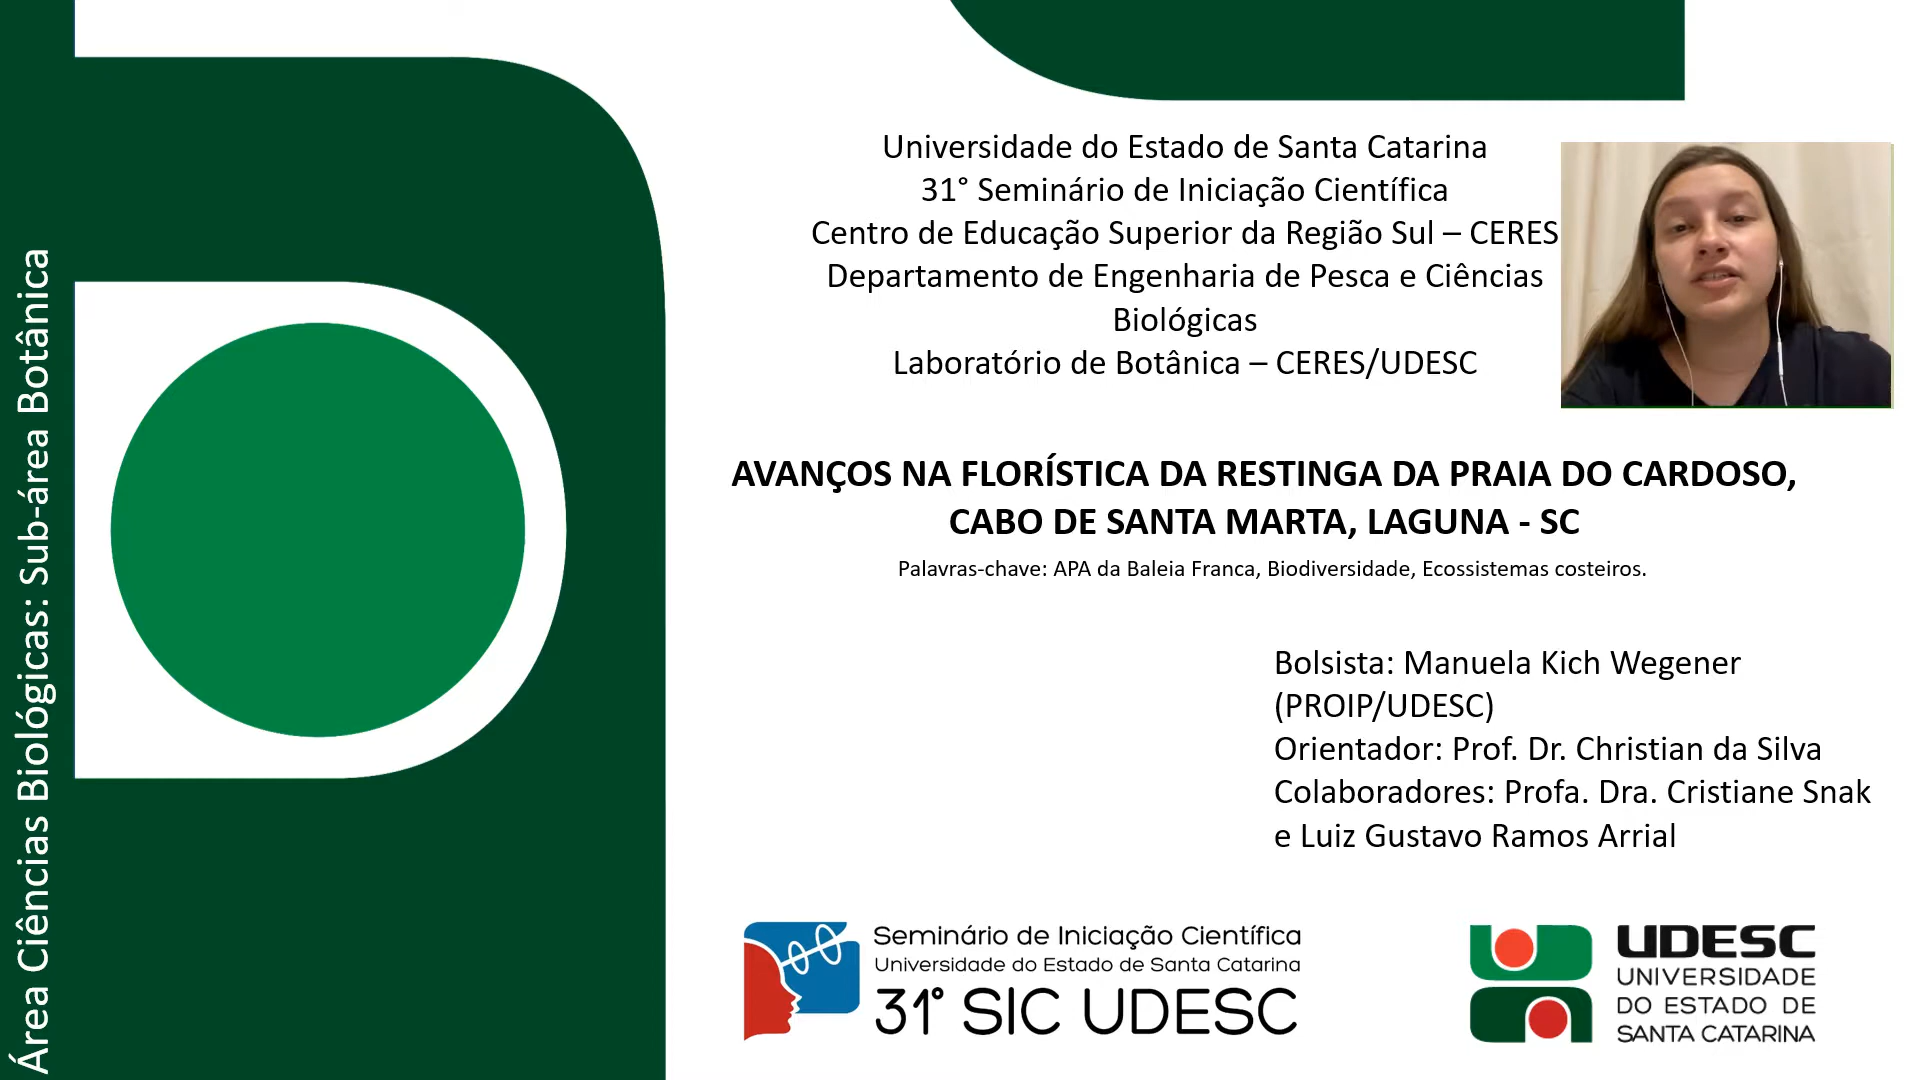 Universidade do Estado de Santa Catarina
31° Seminário de Iniciação Científica
Centro de Educação Superior da Região Sul – CERES
Departamento de Engenharia de Pesca e Ciências
Biológicas
Laboratório de Botânica – CERES/UDESC
AVANÇOS NA FLORÍSTICA DA RESTINGA DA PRAIA DO CARDOSO,
CABO DE SANTA MARTA, LAGUNA - SC
Palavras-chave: APA da Baleia Franca, Biodiversidade, Ecossistemas costeiros.
Bolsista: Manuela Kich Wegener
(PROIP/UDESC)
Orientador: Prof. Dr. Christian da Silva
Colaboradores: Profa. Dra. Cristiane Snak
e Luiz Gustavo Ramos Arrial
Área Ciências Biológicas: Sub-área Botânica
Seminário de Iniciação Científica
Universidade do Estado de Santa Catarina
31° SIC UDESC
UDESC
UNIVERSIDADE
DO ESTADO DE
SANTA CATARINA